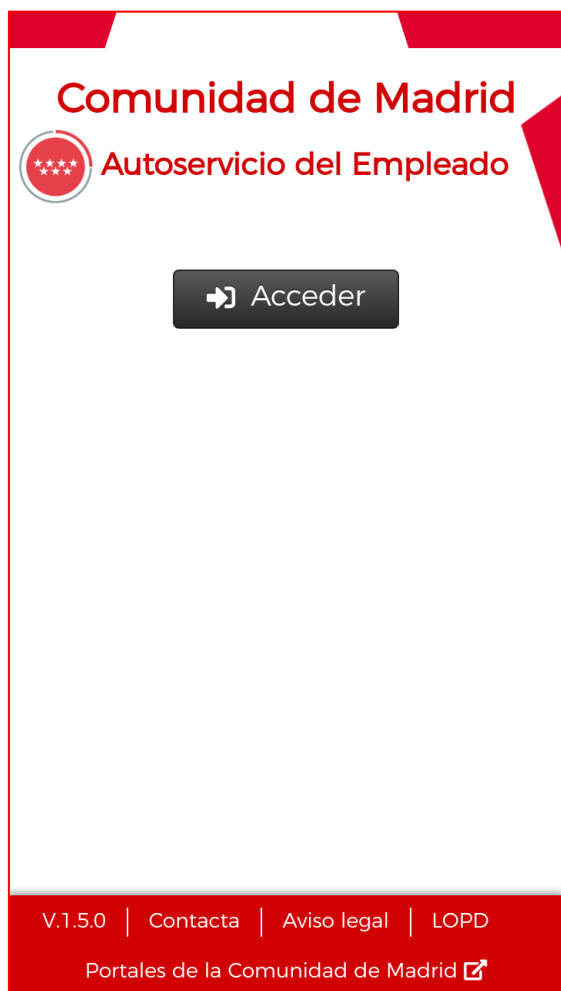 Comunidad de Madrid
Autoservicio del Empleado
Acceder
V.1.5.0 | Contacta | Aviso legal | LOPD
Portales de la Comunidad de Madrid